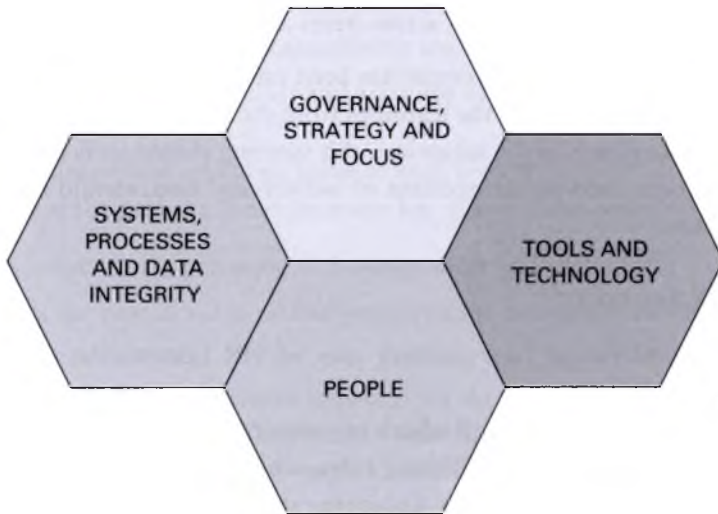 GOVERNANCE,
STRATEGY AND
FOCUS
SYSTEMS,
PROCESSES
AND DATA
INTEGRITY
TOOLS AND
TECHNOLOGY
PEOPLE